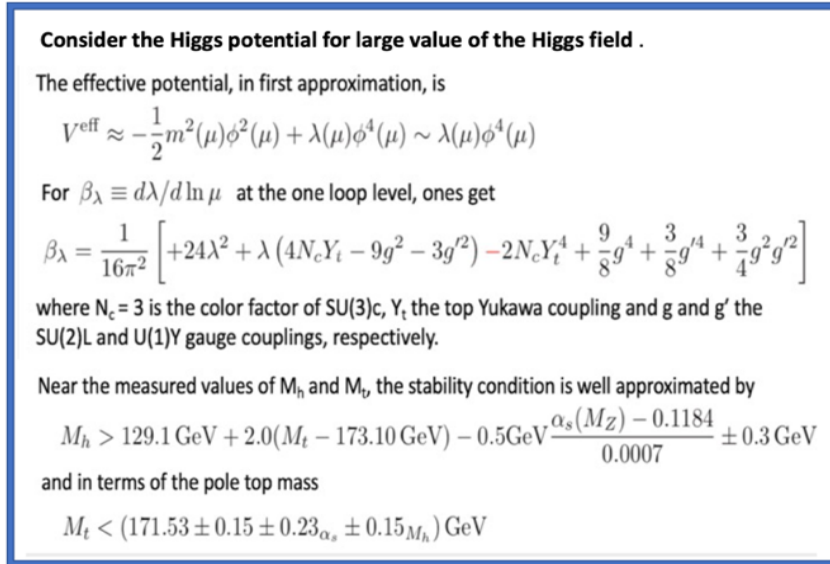 Consider the Higgs potential for large value of the Higgs field .
The effective potential, in first approximation, is
V^eff ≈ −1/2 m²(μ)ϕ²(μ) + λ(μ)ϕ⁴(μ) ∼ λ(μ)ϕ⁴(μ)
For β_λ ≡ dλ/d ln μ at the one loop level, ones get
β_λ = 1/16π² [+24λ² + λ (4N_cY_t − 9g² − 3g'²) −2N_cY_t⁴ + 9/8 g⁴ + 3/8 g'⁴ + 3/4 g²g'²]
where N_c = 3 is the color factor of SU(3)c, Y_t the top Yukawa coupling and g and g' the
SU(2)L and U(1)Y gauge couplings, respectively.
Near the measured values of M_h and M_t, the stability condition is well approximated by
M_h > 129.1 GeV + 2.0(M_t − 173.10 GeV) − 0.5GeV (α_s(M_Z) − 0.1184)/0.0007 ± 0.3 GeV
and in terms of the pole top mass
M_t < (171.53 ± 0.15 ± 0.23_α_s ± 0.15_M_h) GeV